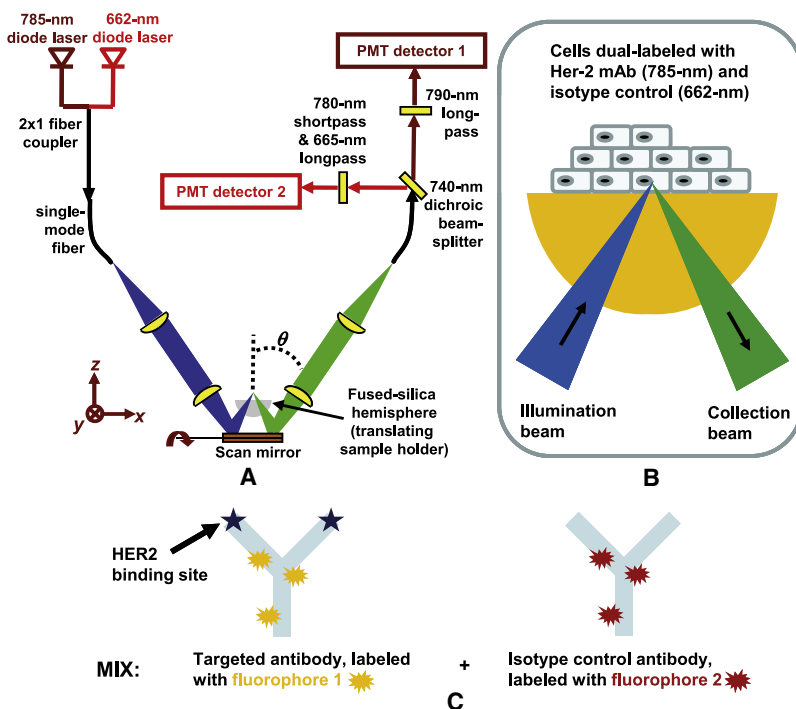 785-nm
diode laser
662-nm
diode laser
2x1 fiber
coupler
single-
mode
fiber
PMT detector 1
780-nm
shortpass
& 665-nm
longpass
790-nm
long-
pass
PMT detector 2
740-nm
dichroic
beam-
splitter
θ
z
y
x
Fused-silica
hemisphere
(translating
sample holder)
Scan mirror
A
Cells dual-labeled with
Her-2 mAb (785-nm) and
isotype control (662-nm)
Illumination
beam
Collection
beam
B
HER2
binding site
MIX:
Targeted antibody, labeled
with fluorophore 1
+
Isotype control antibody,
labeled with fluorophore 2
C